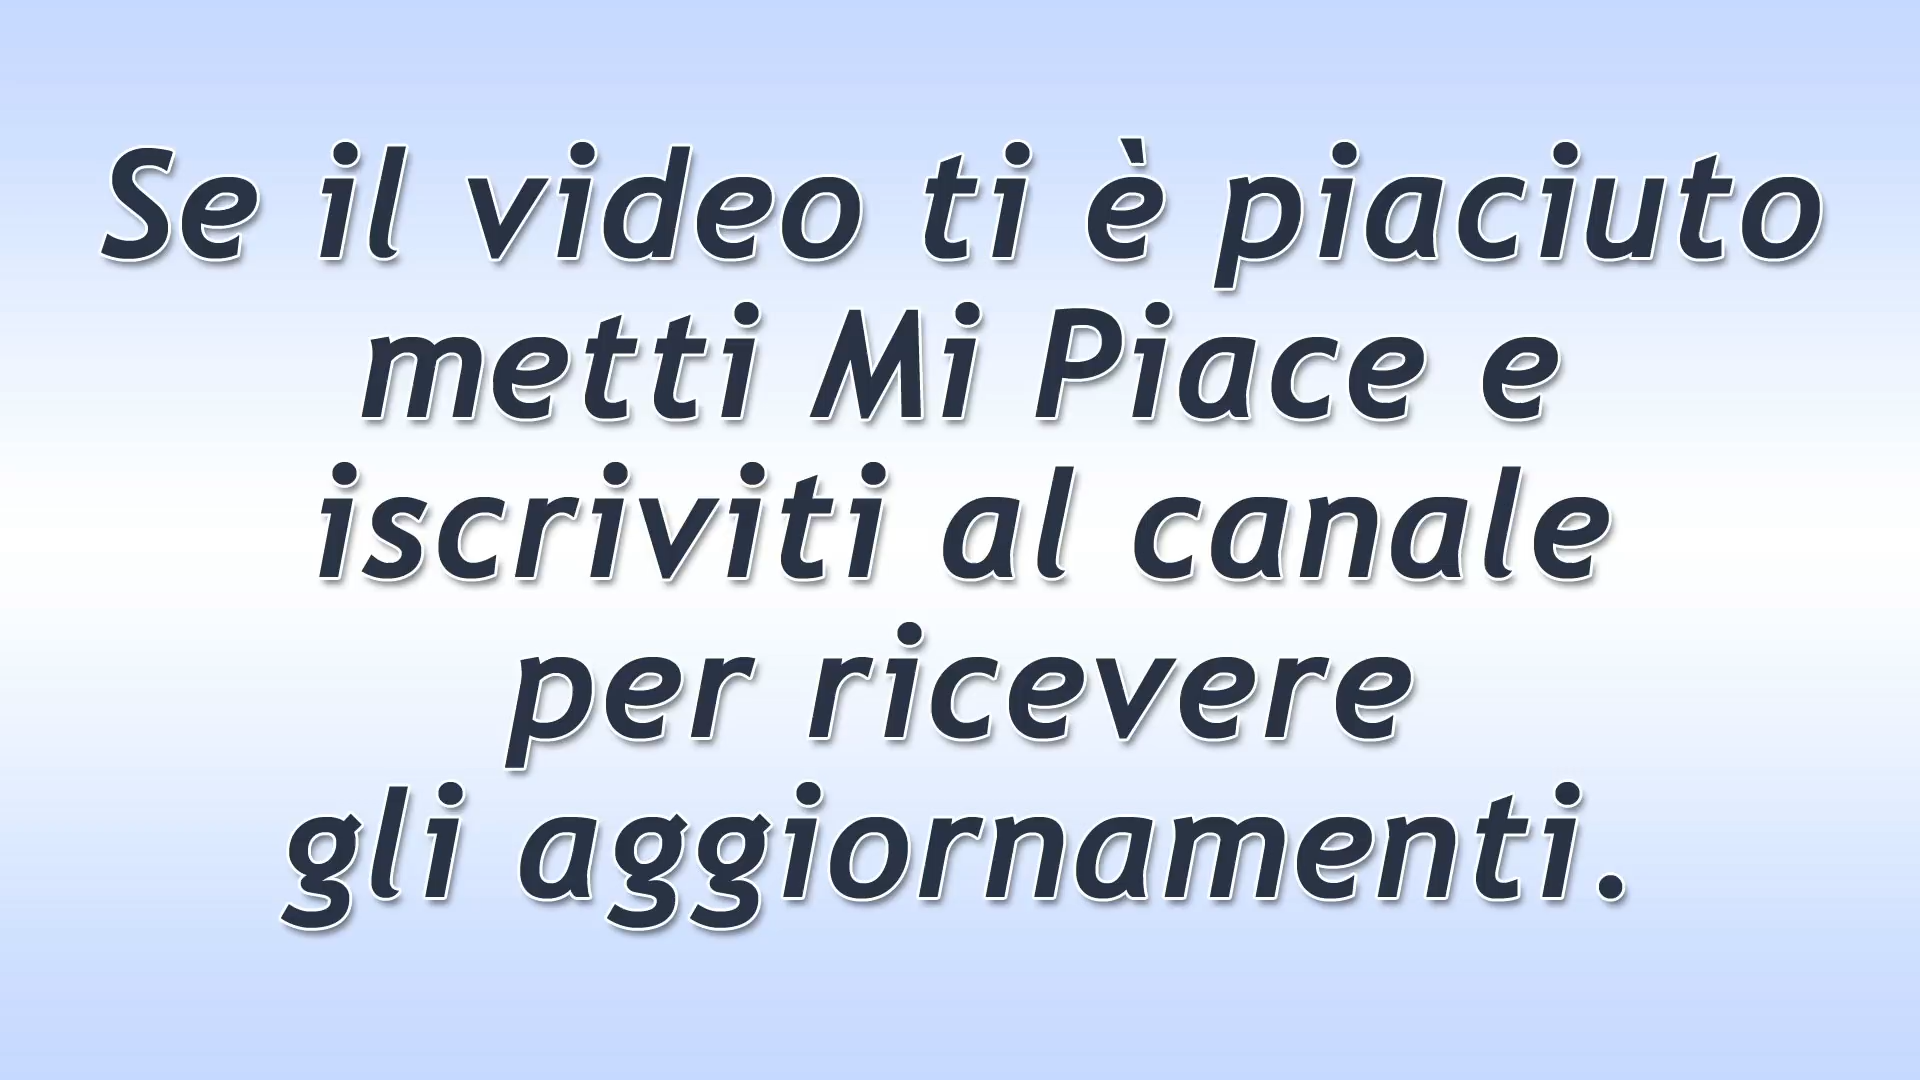 Se il video ti è piaciuto
metti Mi Piace e
iscriviti al canale
per ricevere
gli aggiornamenti.